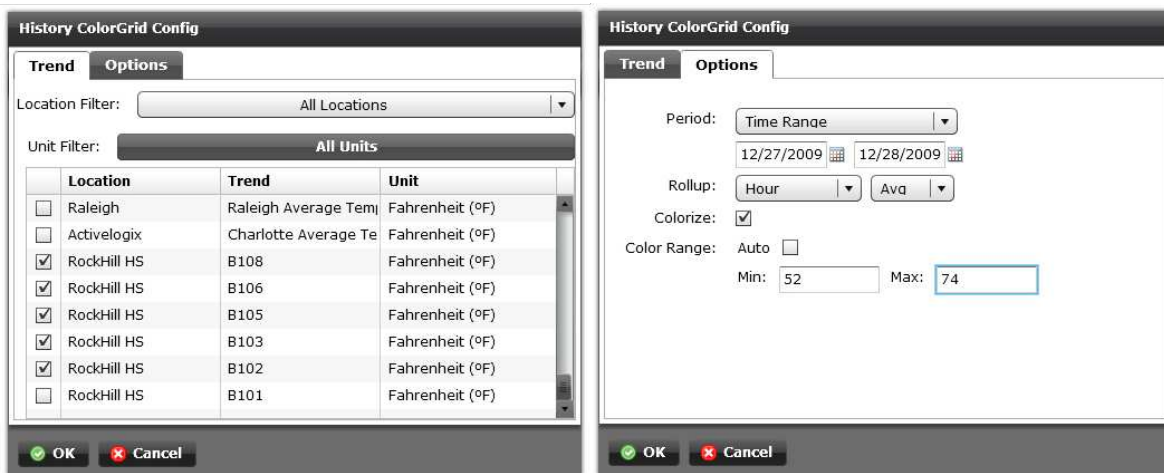 History ColorGrid Config
Trend Options
Location Filter: All Locations
Unit Filter: All Units
Location Trend Unit
Raleigh Raleigh Average Temp Fahrenheit (ºF)
Activelogix Charlotte Average Te Fahrenheit (ºF)
RockHill HS B108 Fahrenheit (ºF)
RockHill HS B106 Fahrenheit (ºF)
RockHill HS B105 Fahrenheit (ºF)
RockHill HS B103 Fahrenheit (ºF)
RockHill HS B102 Fahrenheit (ºF)
RockHill HS B101 Fahrenheit (ºF)
OK Cancel
History ColorGrid Config
Trend Options
Period: Time Range
12/27/2009 12/28/2009
Rollup: Hour Avg
Colorize:
Color Range: Auto
Min: 52 Max: 74
OK Cancel